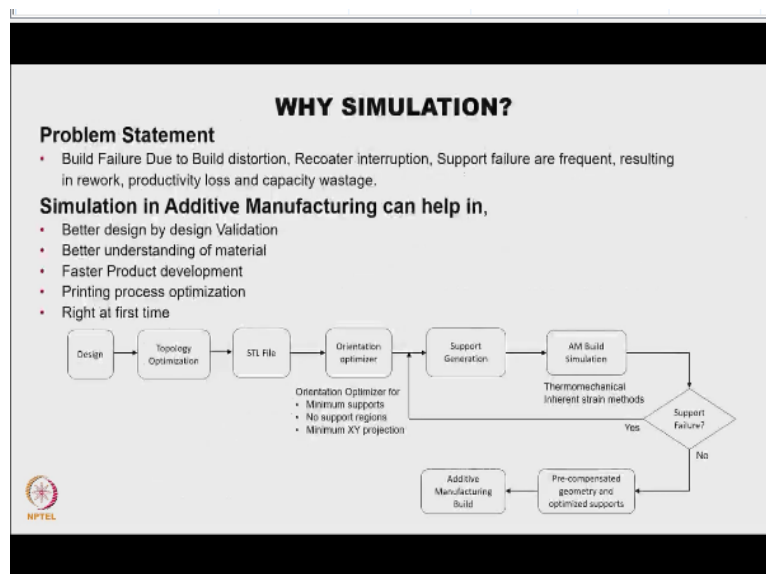 WHY SIMULATION?
Problem Statement
• Build Failure Due to Build distortion, Recoater interruption, Support failure are frequent, resulting
in rework, productivity loss and capacity wastage.
Simulation in Additive Manufacturing can help in,
• Better design by design Validation
• Better understanding of material
• Faster Product development
• Printing process optimization
• Right at first time
Design
Topology
Optimization
STL File
Orientation
optimizer
Support
Generation
AM Build
Simulation
Orientation Optimizer for
• Minimum supports
• No support regions
• Minimum XY projection
Thermomechanical
Inherent strain methods
Support
Failure?
Yes
No
Pre-compensated
geometry and
optimized supports
Additive
Manufacturing
Build
NPTEL